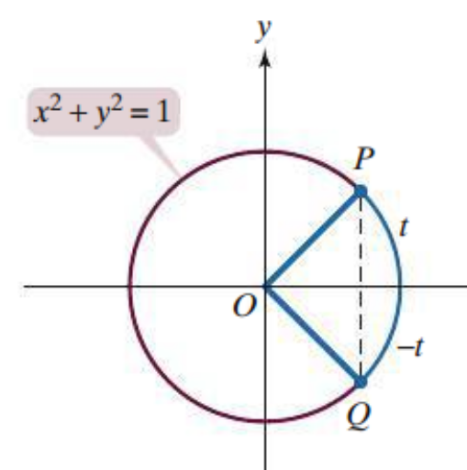 y
x² + y² = 1
P
t
O
–t
Q